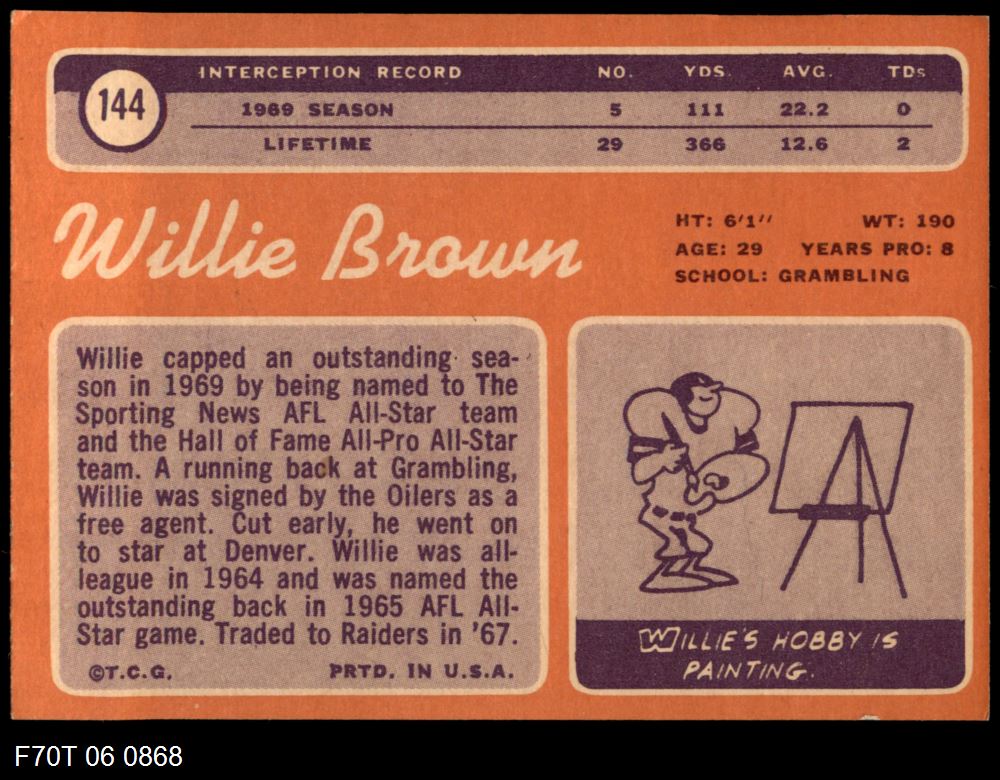 144
INTERCEPTION RECORD NO. YDS. AVG. TDs
1969 SEASON 5 111 22.2 0
LIFETIME 29 366 12.6 2
Willie Brown
HT: 6'1'' WT: 190
AGE: 29 YEARS PRO: 8
SCHOOL: GRAMBLING
Willie capped an outstanding sea-
son in 1969 by being named to The
Sporting News AFL All-Star team
and the Hall of Fame All-Pro All-Star
team. A running back at Grambling,
Willie was signed by the Oilers as a
free agent. Cut early, he went on
to star at Denver. Willie was all-
league in 1964 and was named the
outstanding back in 1965 AFL All-
Star game. Traded to Raiders in '67.
©T.C.G. PRTD. IN U.S.A.
WILLIE'S HOBBY IS
PAINTING.
F70T 06 0868